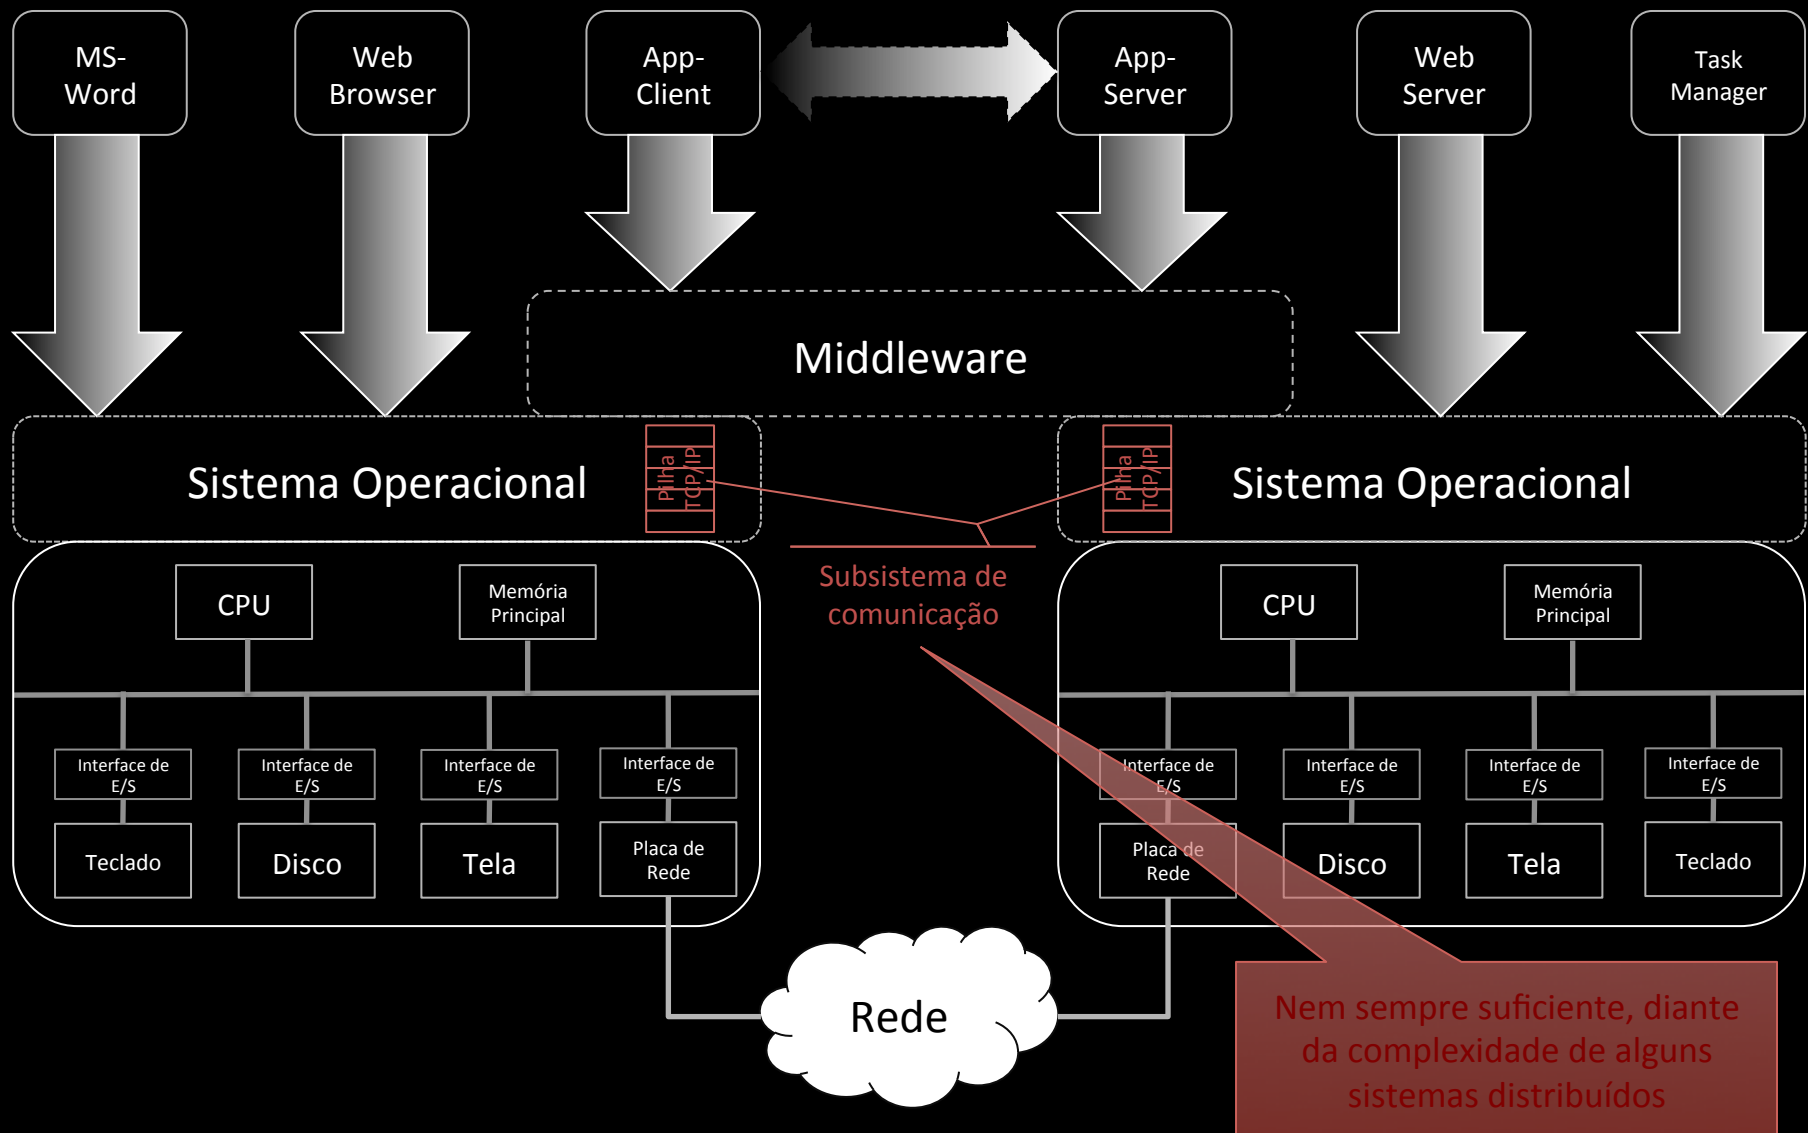 MS-
Word
Web
Browser
App-
Client
App-
Server
Web
Server
Task
Manager
Middleware
Sistema Operacional
Pilha
TCP/IP
Pilha
TCP/IP
Sistema Operacional
Subsistema de
comunicação
CPU
Memória
Principal
Interface de
E/S
Interface de
E/S
Interface de
E/S
Interface de
E/S
Teclado
Disco
Tela
Placa de
Rede
CPU
Memória
Principal
Interface de
E/S
Interface de
E/S
Interface de
E/S
Interface de
E/S
Placa de
Rede
Disco
Tela
Teclado
Rede
Nem sempre suficiente, diante
da complexidade de alguns
sistemas distribuídos